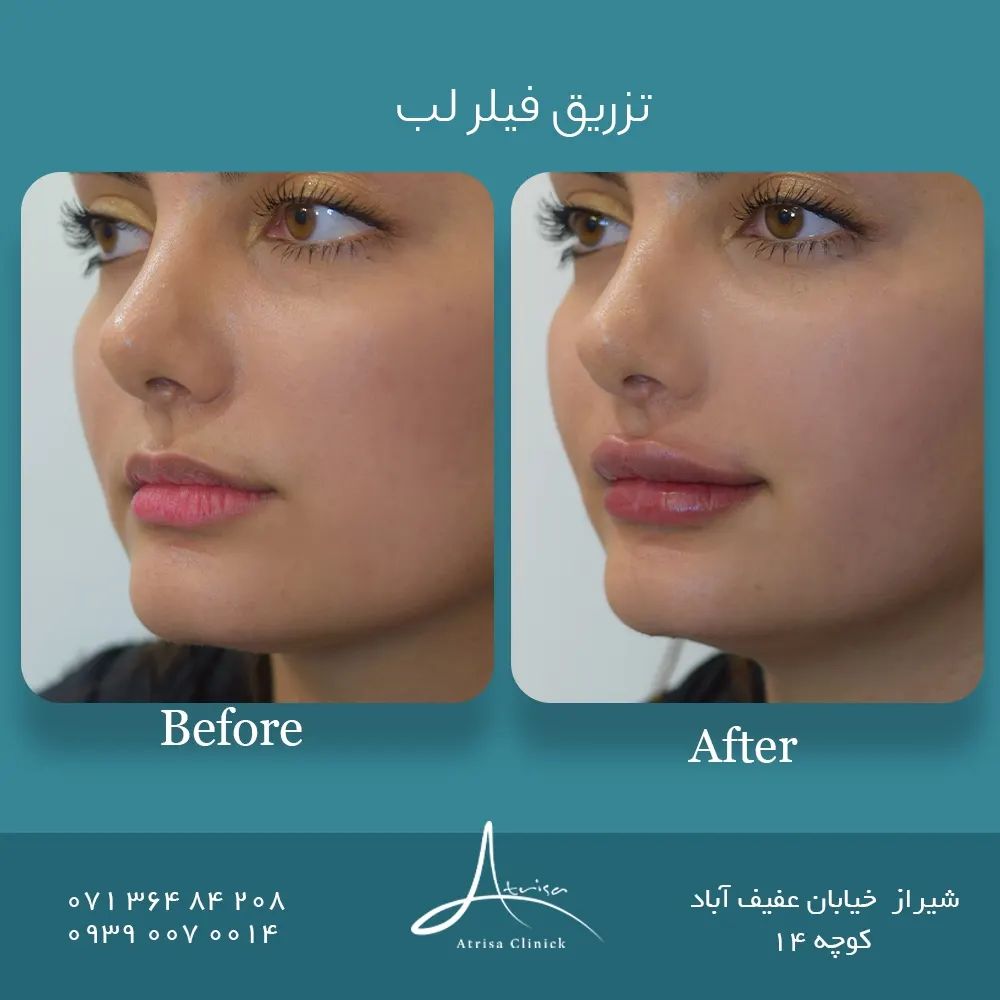 تزریق فیلر لب
Before
After
۰۷۱ ۳۶۴ ۸۴ ۲۰۸
۰۹۳۹ ۰۰۷ ۰۰۱۴
Atrisa
Atrisa Clinick
شیراز خیابان عفیف آباد
کوچه ۱۴